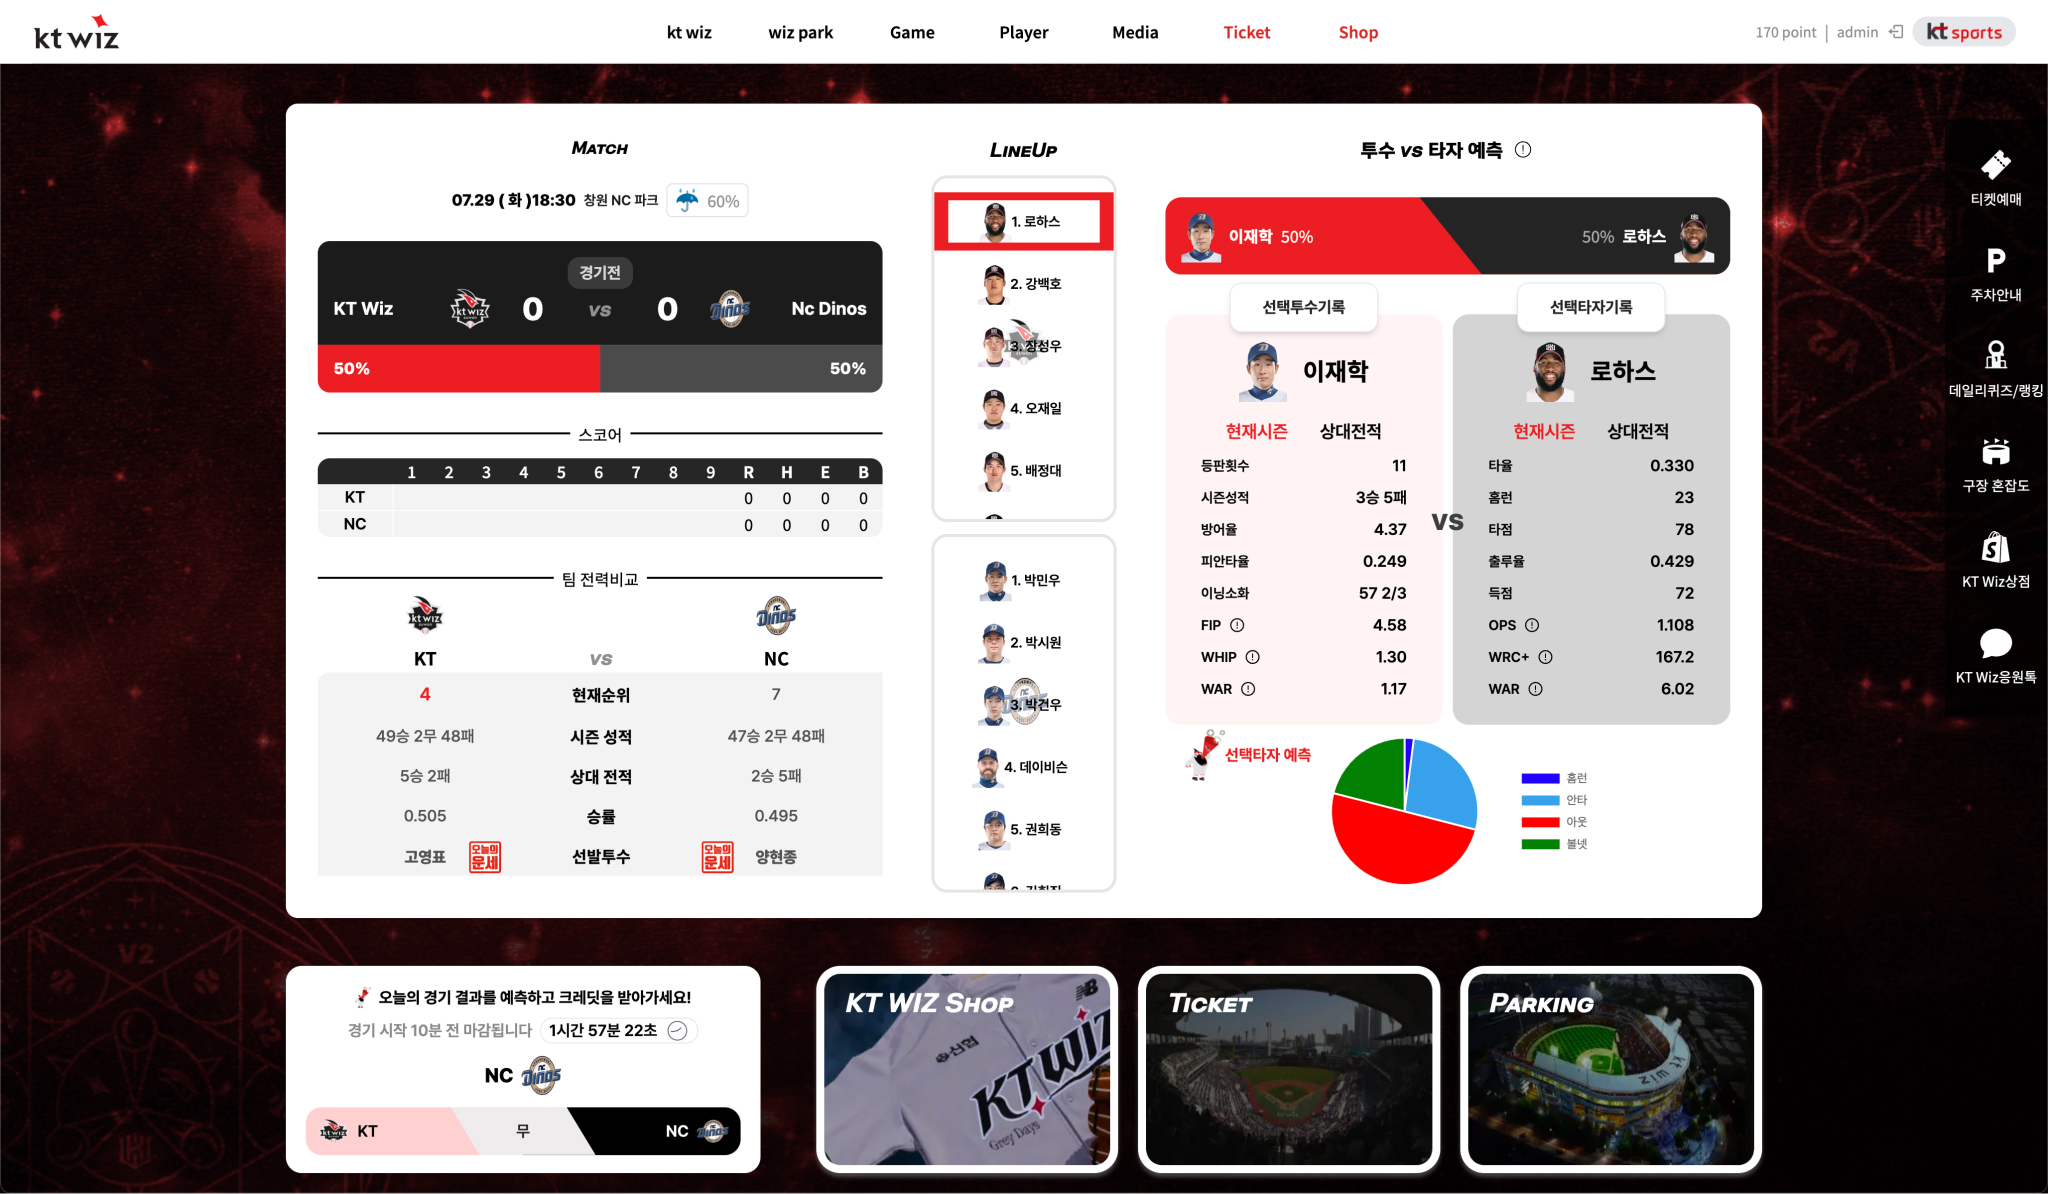 kt wiz
kt wiz
wiz park
Game
Player
Media
Ticket
Shop
170 point | admin
kt sports
MATCH
07.29 ( 화 )18:30 창원 NC 파크 60%
경기전
KT Wiz 0 VS 0 Nc Dinos
50% 50%
스코어
1 2 3 4 5 6 7 8 9 R H E B
KT 0 0 0 0
NC 0 0 0 0
팀 전력비교
KT VS NC
4 현재순위 7
49승 2무 48패 시즌 성적 47승 2무 48패
5승 2패 상대 전적 2승 5패
0.505 승률 0.495
고영표 오늘의 운세 선발투수 오늘의 운세 양현종
LINEUP
1. 로하스
2. 강백호
3. 장성우
4. 오재일
5. 배정대
1. 박민우
2. 박시원
3. 박건우
4. 데이비슨
5. 권희동
투수 VS 타자 예측
이재학 50%
50% 로하스
선택투수기록
이재학
현재시즌 상대전적
등판횟수 11
시즌성적 3승 5패
방어율 4.37
피안타율 0.249
이닝소화 57 2/3
FIP 4.58
WHIP 1.30
WAR 1.17
VS
선택타자기록
로하스
현재시즌 상대전적
타율 0.330
홈런 23
타점 78
출루율 0.429
득점 72
OPS 1.108
WRC+ 167.2
WAR 6.02
선택타자 예측
홈런
안타
아웃
볼넷
티켓예매
P
주차안내
데일리퀴즈/랭킹
구장 혼잡도
KT Wiz상점
KT Wiz응원톡
오늘의 경기 결과를 예측하고 크레딧을 받아가세요!
경기 시작 10분 전 마감됩니다 1시간 57분 22초
NC
KT 무 NC
KT WIZ SHOP
KT WIZ
Grey Days
TICKET
PARKING
kt wiz
V2